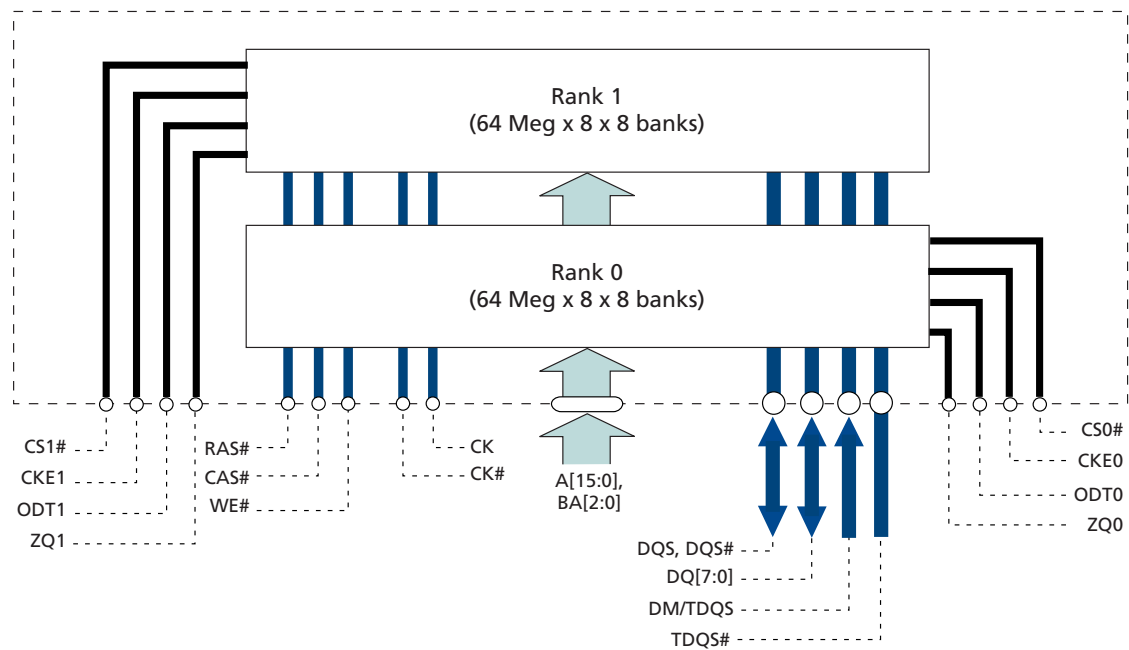 Rank 1
(64 Meg x 8 x 8 banks)
Rank 0
(64 Meg x 8 x 8 banks)
CS1#
CKE1
ODT1
ZQ1
RAS#
CAS#
WE#
CK
CK#
A[15:0],
BA[2:0]
DQS, DQS#
DQ[7:0]
DM/TDQS
TDQS#
CS0#
CKE0
ODT0
ZQ0